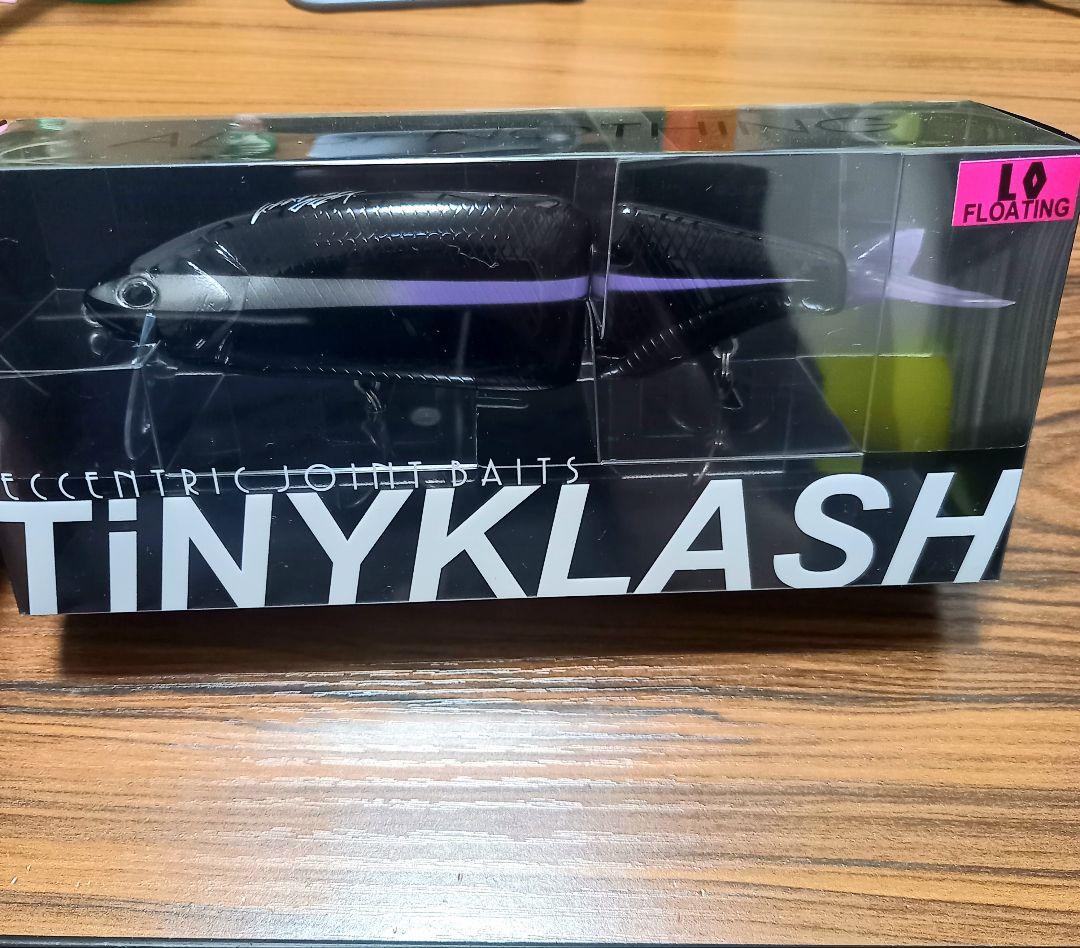 LO
FLOATING
ECCENTRIC JOINT BAITS
TiNYKLASH